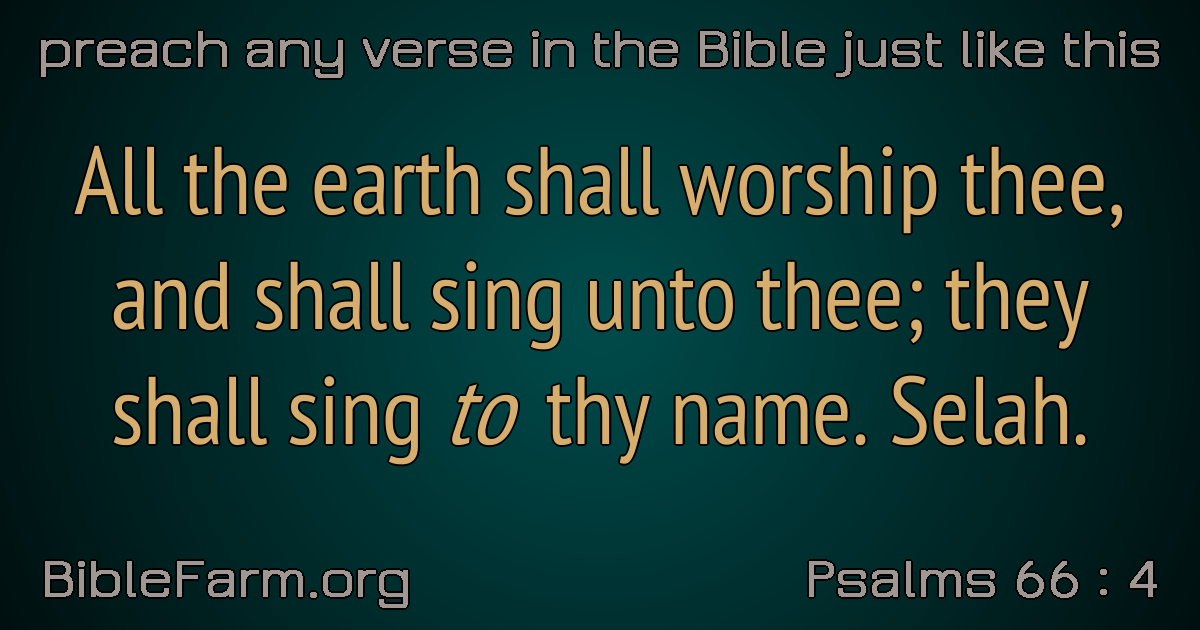 preach any verse in the Bible just like this
All the earth shall worship thee,
and shall sing unto thee; they
shall sing to thy name. Selah.
BibleFarm.org
Psalms 66 : 4